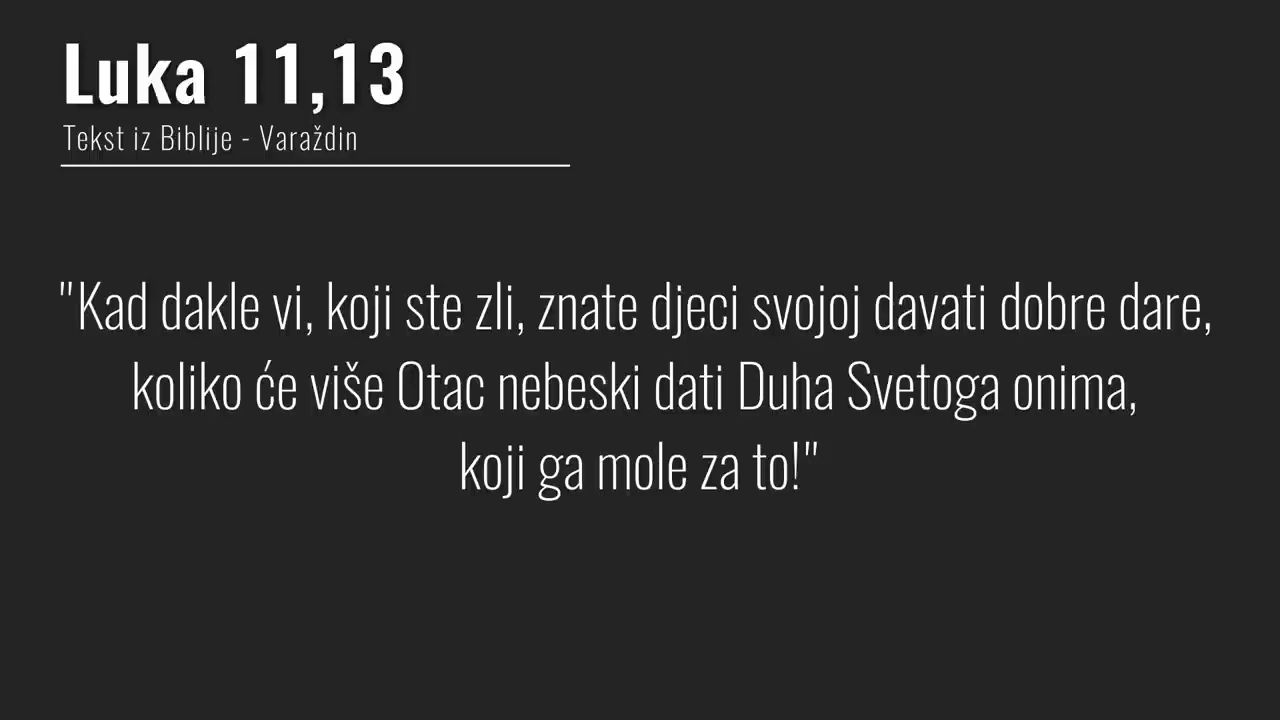 Luka 11,13
Tekst iz Biblije - Varaždin
"Kad dakle vi, koji ste zli, znate djeci svojoj davati dobre dare,
koliko će više Otac nebeski dati Duha Svetoga onima,
koji ga mole za to!"